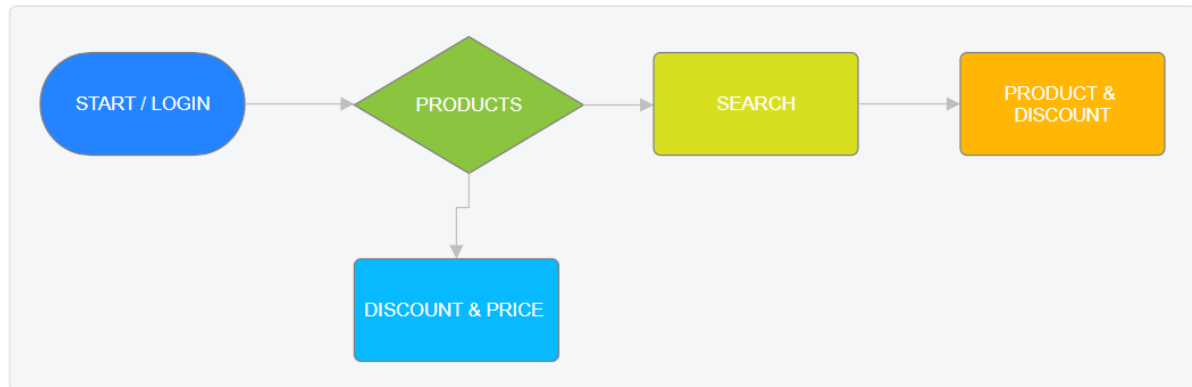 START / LOGIN
PRODUCTS
SEARCH
PRODUCT &
DISCOUNT
DISCOUNT & PRICE